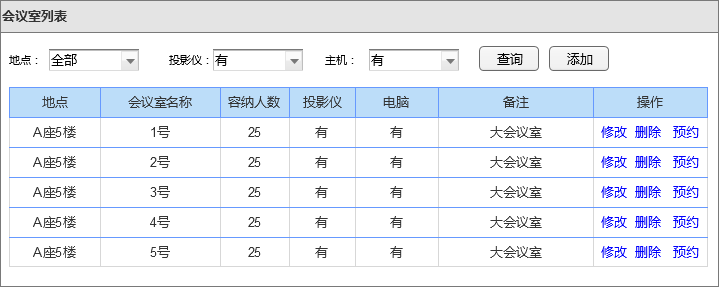 会议室列表
地点： 全部 投影仪： 有 主机： 有 查询 添加
地点 会议室名称 容纳人数 投影仪 电脑 备注 操作
A座5楼 1号 25 有 有 大会议室 修改 删除 预约
A座5楼 2号 25 有 有 大会议室 修改 删除 预约
A座5楼 3号 25 有 有 大会议室 修改 删除 预约
A座5楼 4号 25 有 有 大会议室 修改 删除 预约
A座5楼 5号 25 有 有 大会议室 修改 删除 预约